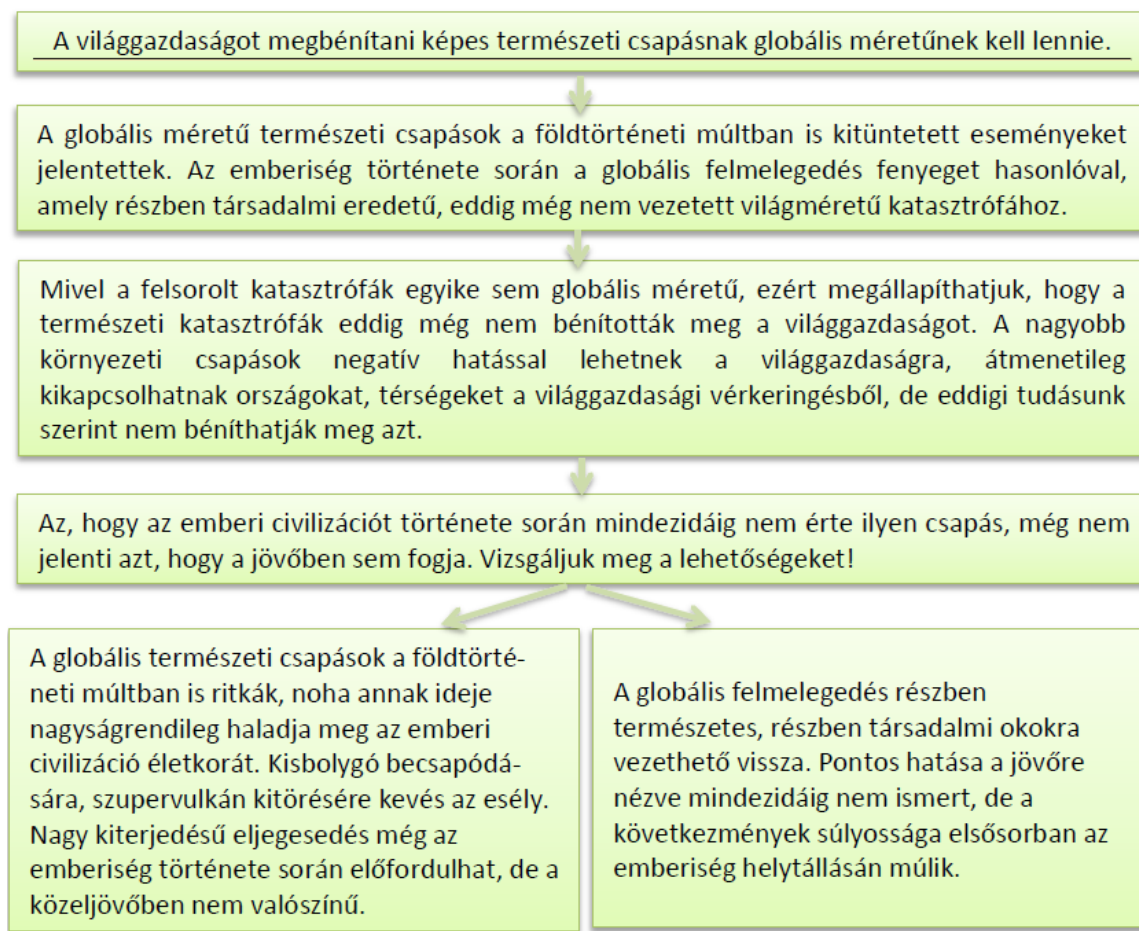 A világgazdaságot megbénítani képes természeti csapásnak globális méretűnek kell lennie.
A globális méretű természeti csapások a földtörténeti múltban is kitüntetett eseményeket
jelentettek. Az emberiség története során a globális felmelegedés fenyeget hasonlóval,
amely részben társadalmi eredetű, eddig még nem vezetett világméretű katasztrófához.
Mivel a felsorolt katasztrófák egyike sem globális méretű, ezért megállapíthatjuk, hogy a
természeti katasztrófák eddig még nem bénították meg a világgazdaságot. A nagyobb
környezeti csapások negatív hatással lehetnek a világgazdaságra, átmenetileg
kikapcsolhatnak országokat, térségeket a világgazdasági vérkeringésből, de eddigi tudásunk
szerint nem béníthatják meg azt.
Az, hogy az emberi civilizációt története során mindezidáig nem érte ilyen csapás, még nem
jelenti azt, hogy a jövőben sem fogja. Vizsgáljuk meg a lehetőségeket!
A globális természeti csapások a földtörté-
neti múltban is ritkák, noha annak ideje
nagyságrendileg haladja meg az emberi
civilizáció életkorát. Kisbolygó becsapódá-
sára, szupervulkán kitörésére kevés az esély.
Nagy kiterjedésű eljegesedés még az
emberiség története során előfordulhat, de a
közeljövőben nem valószínű.
A globális felmelegedés részben
természetes, részben társadalmi okokra
vezethető vissza. Pontos hatása a jövőre
nézve mindezidáig nem ismert, de a
következmények súlyossága elsősorban az
emberiség helytállásán múlik.